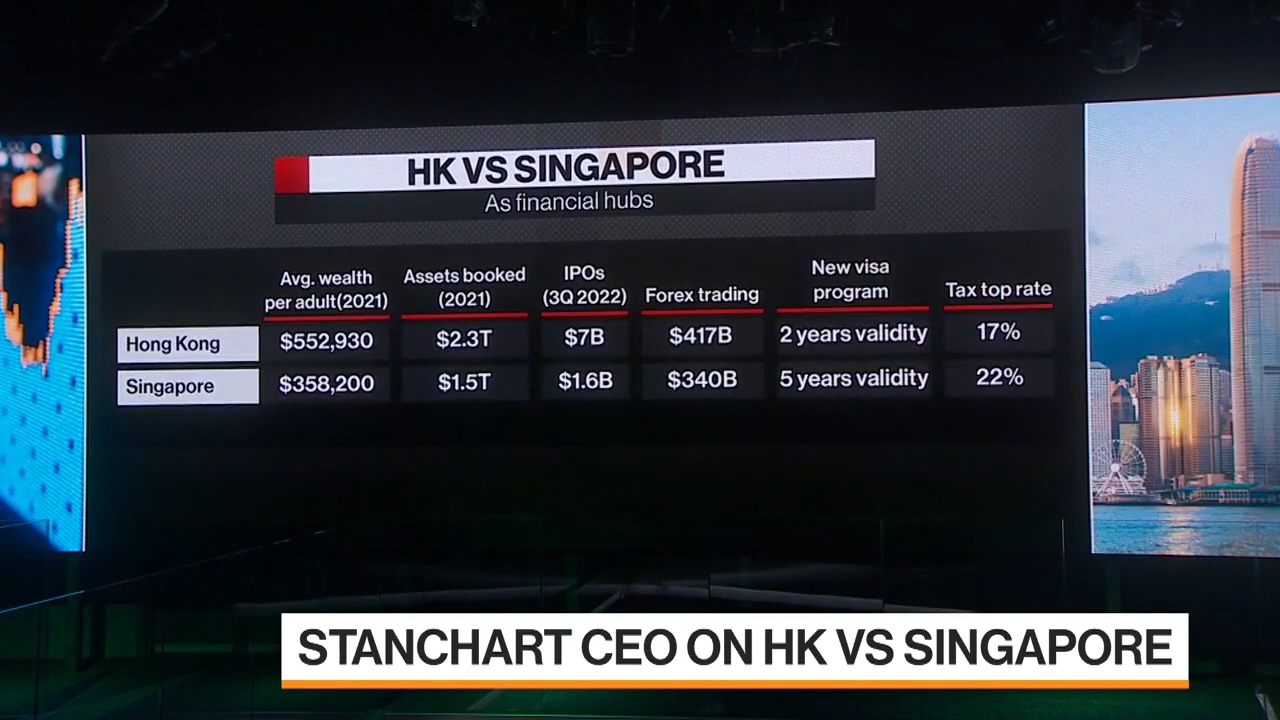 HK VS SINGAPORE
As financial hubs
Avg. wealth per adult(2021) Assets booked (2021) IPOs (3Q 2022) Forex trading New visa program Tax top rate
Hong Kong $552,930 $2.3T $7B $417B 2 years validity 17%
Singapore $358,200 $1.5T $1.6B $340B 5 years validity 22%
STANCHART CEO ON HK VS SINGAPORE